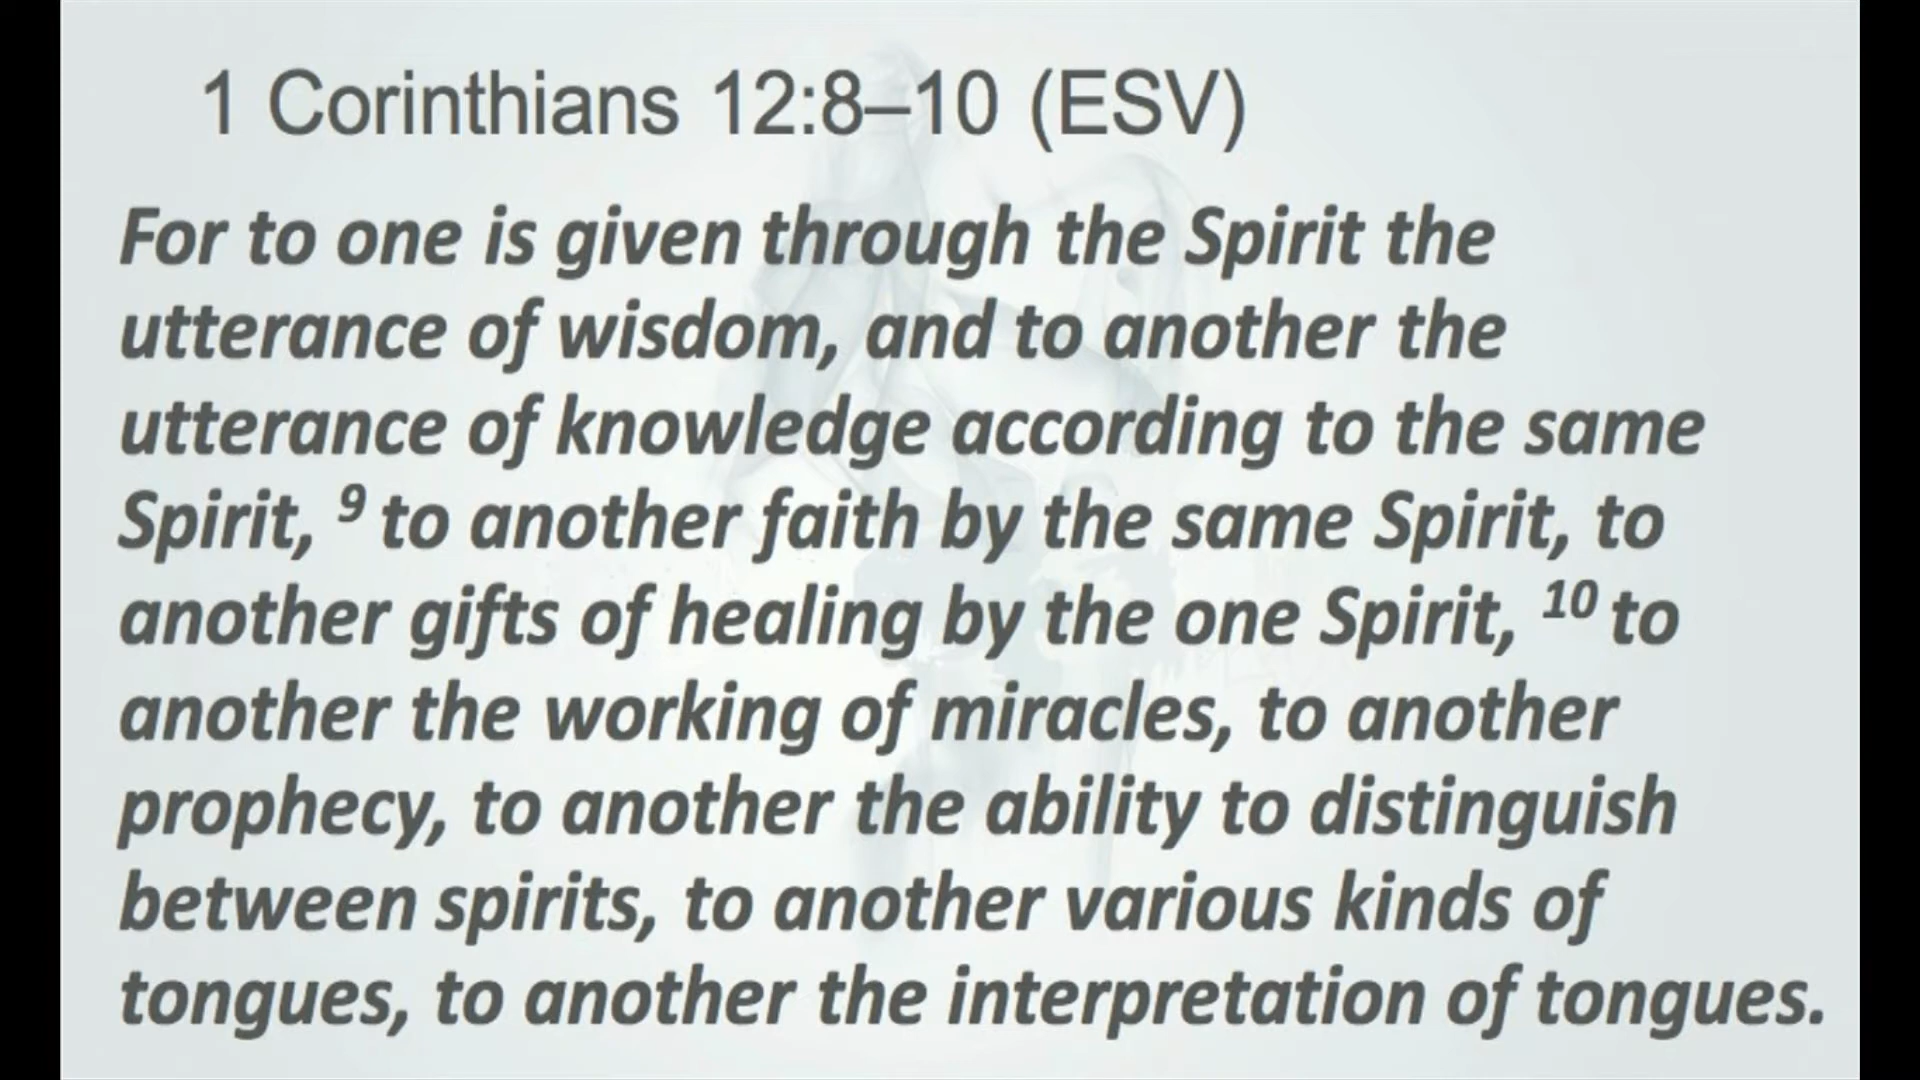 1 Corinthians 12:8–10 (ESV)
For to one is given through the Spirit the
utterance of wisdom, and to another the
utterance of knowledge according to the same
Spirit, 9 to another faith by the same Spirit, to
another gifts of healing by the one Spirit, 10 to
another the working of miracles, to another
prophecy, to another the ability to distinguish
between spirits, to another various kinds of
tongues, to another the interpretation of tongues.